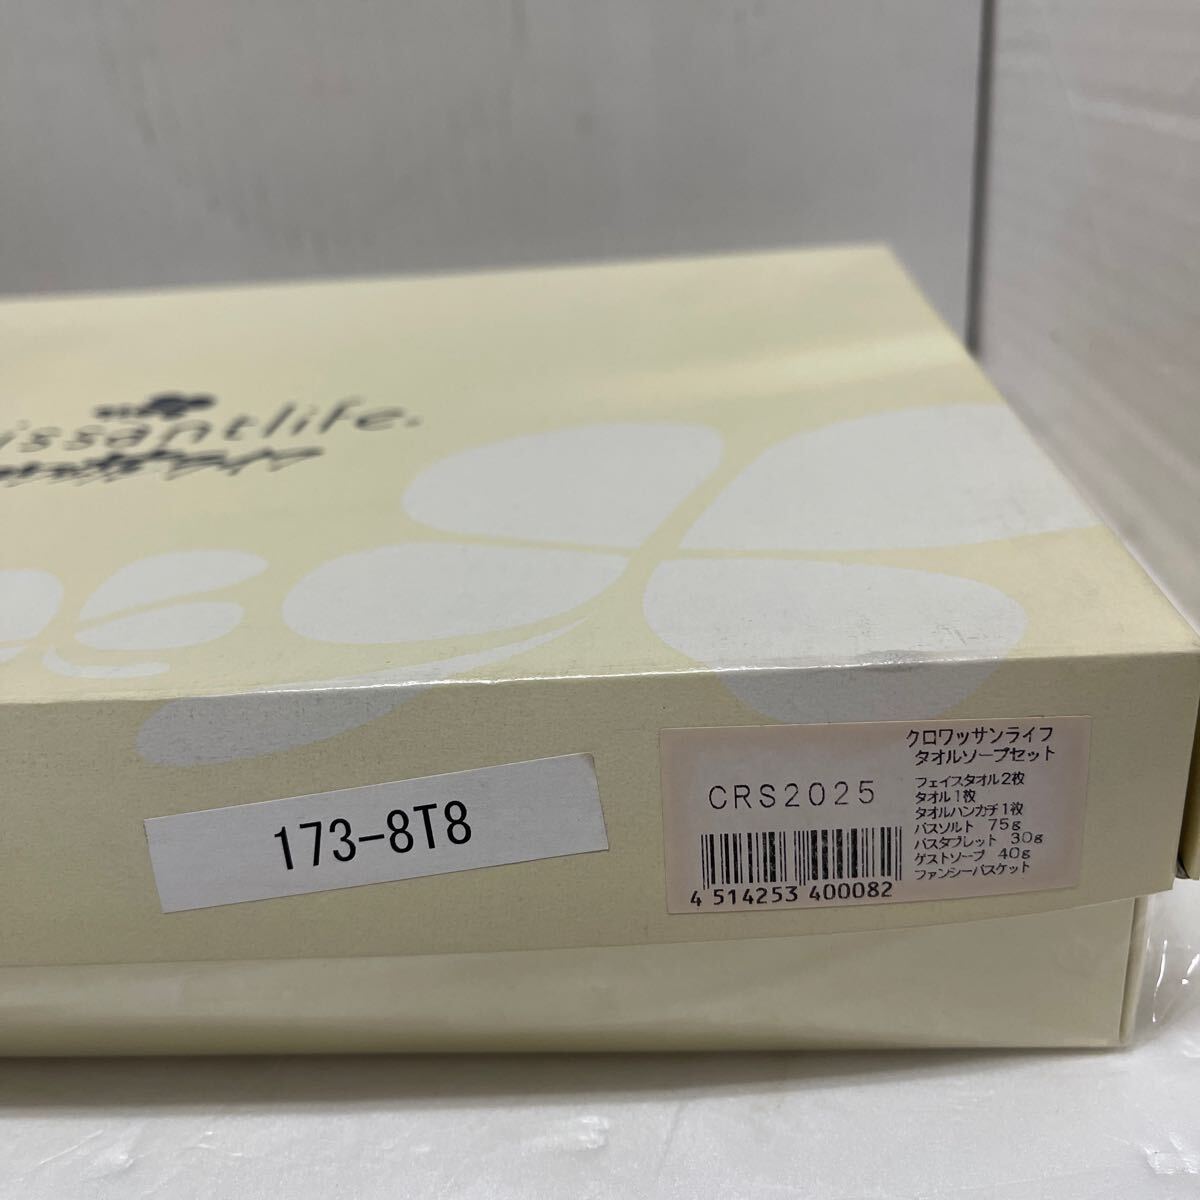 issantlife.
173-8T8
CRS2025
4 514253 400082
クロワッサンライフ
タオルソープセット
フェイスタオル2枚
タオル1枚
タオルハンカチ1枚
バスソルト 75g
バスタブレット 30g
ゲストソープ 40g
ファンシーバスケット